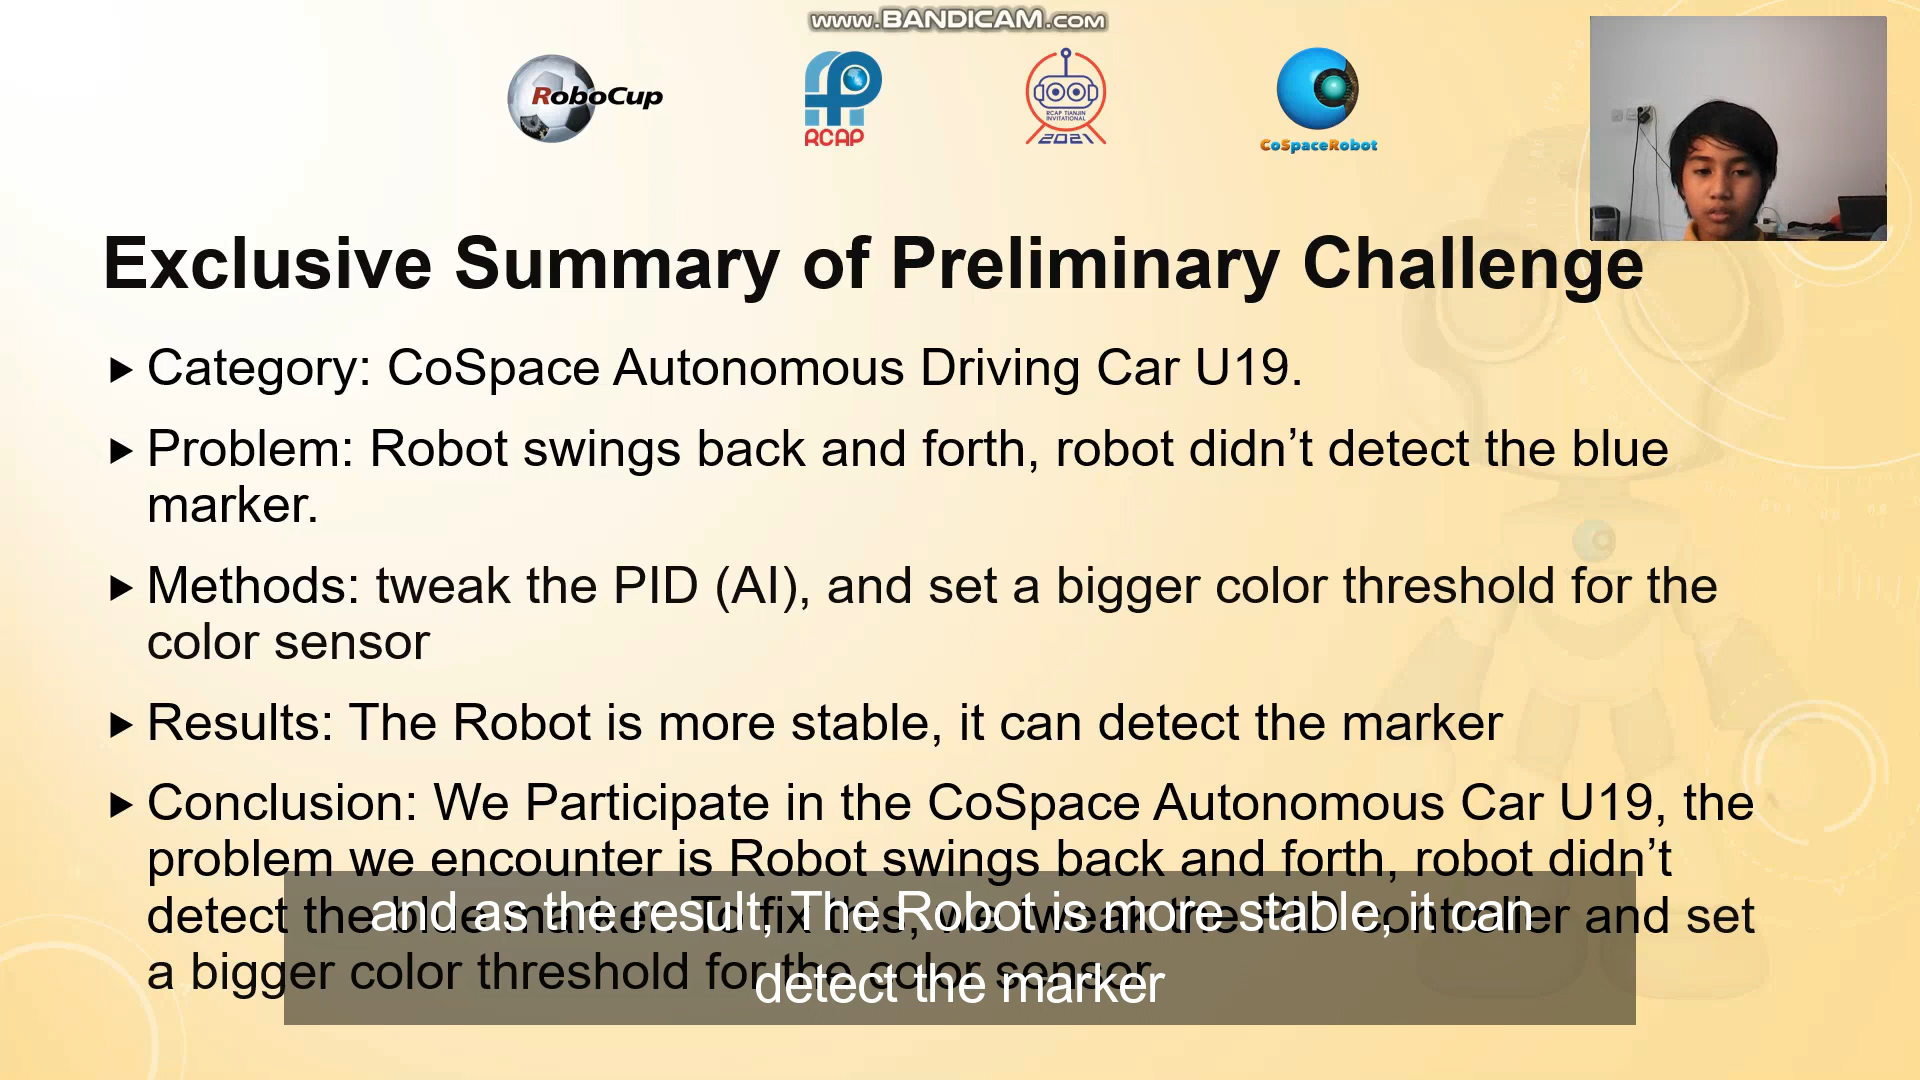 www.BANDICAM.com
RoboCup
RCAP
RCAP TIANJIN
INVITATIONAL
2021
CoSpaceRobot
Exclusive Summary of Preliminary Challenge
Category: CoSpace Autonomous Driving Car U19.
Problem: Robot swings back and forth, robot didn’t detect the blue
marker.
Methods: tweak the PID (AI), and set a bigger color threshold for the
color sensor
Results: The Robot is more stable, it can detect the marker
Conclusion: We Participate in the CoSpace Autonomous Car U19, the
problem we encounter is Robot swings back and forth, robot didn’t
detect the blue marker. To fix this, we tweak the PID controller and set
a bigger color threshold for the color sensor
and as the result, The Robot is more stable, it can
detect the marker